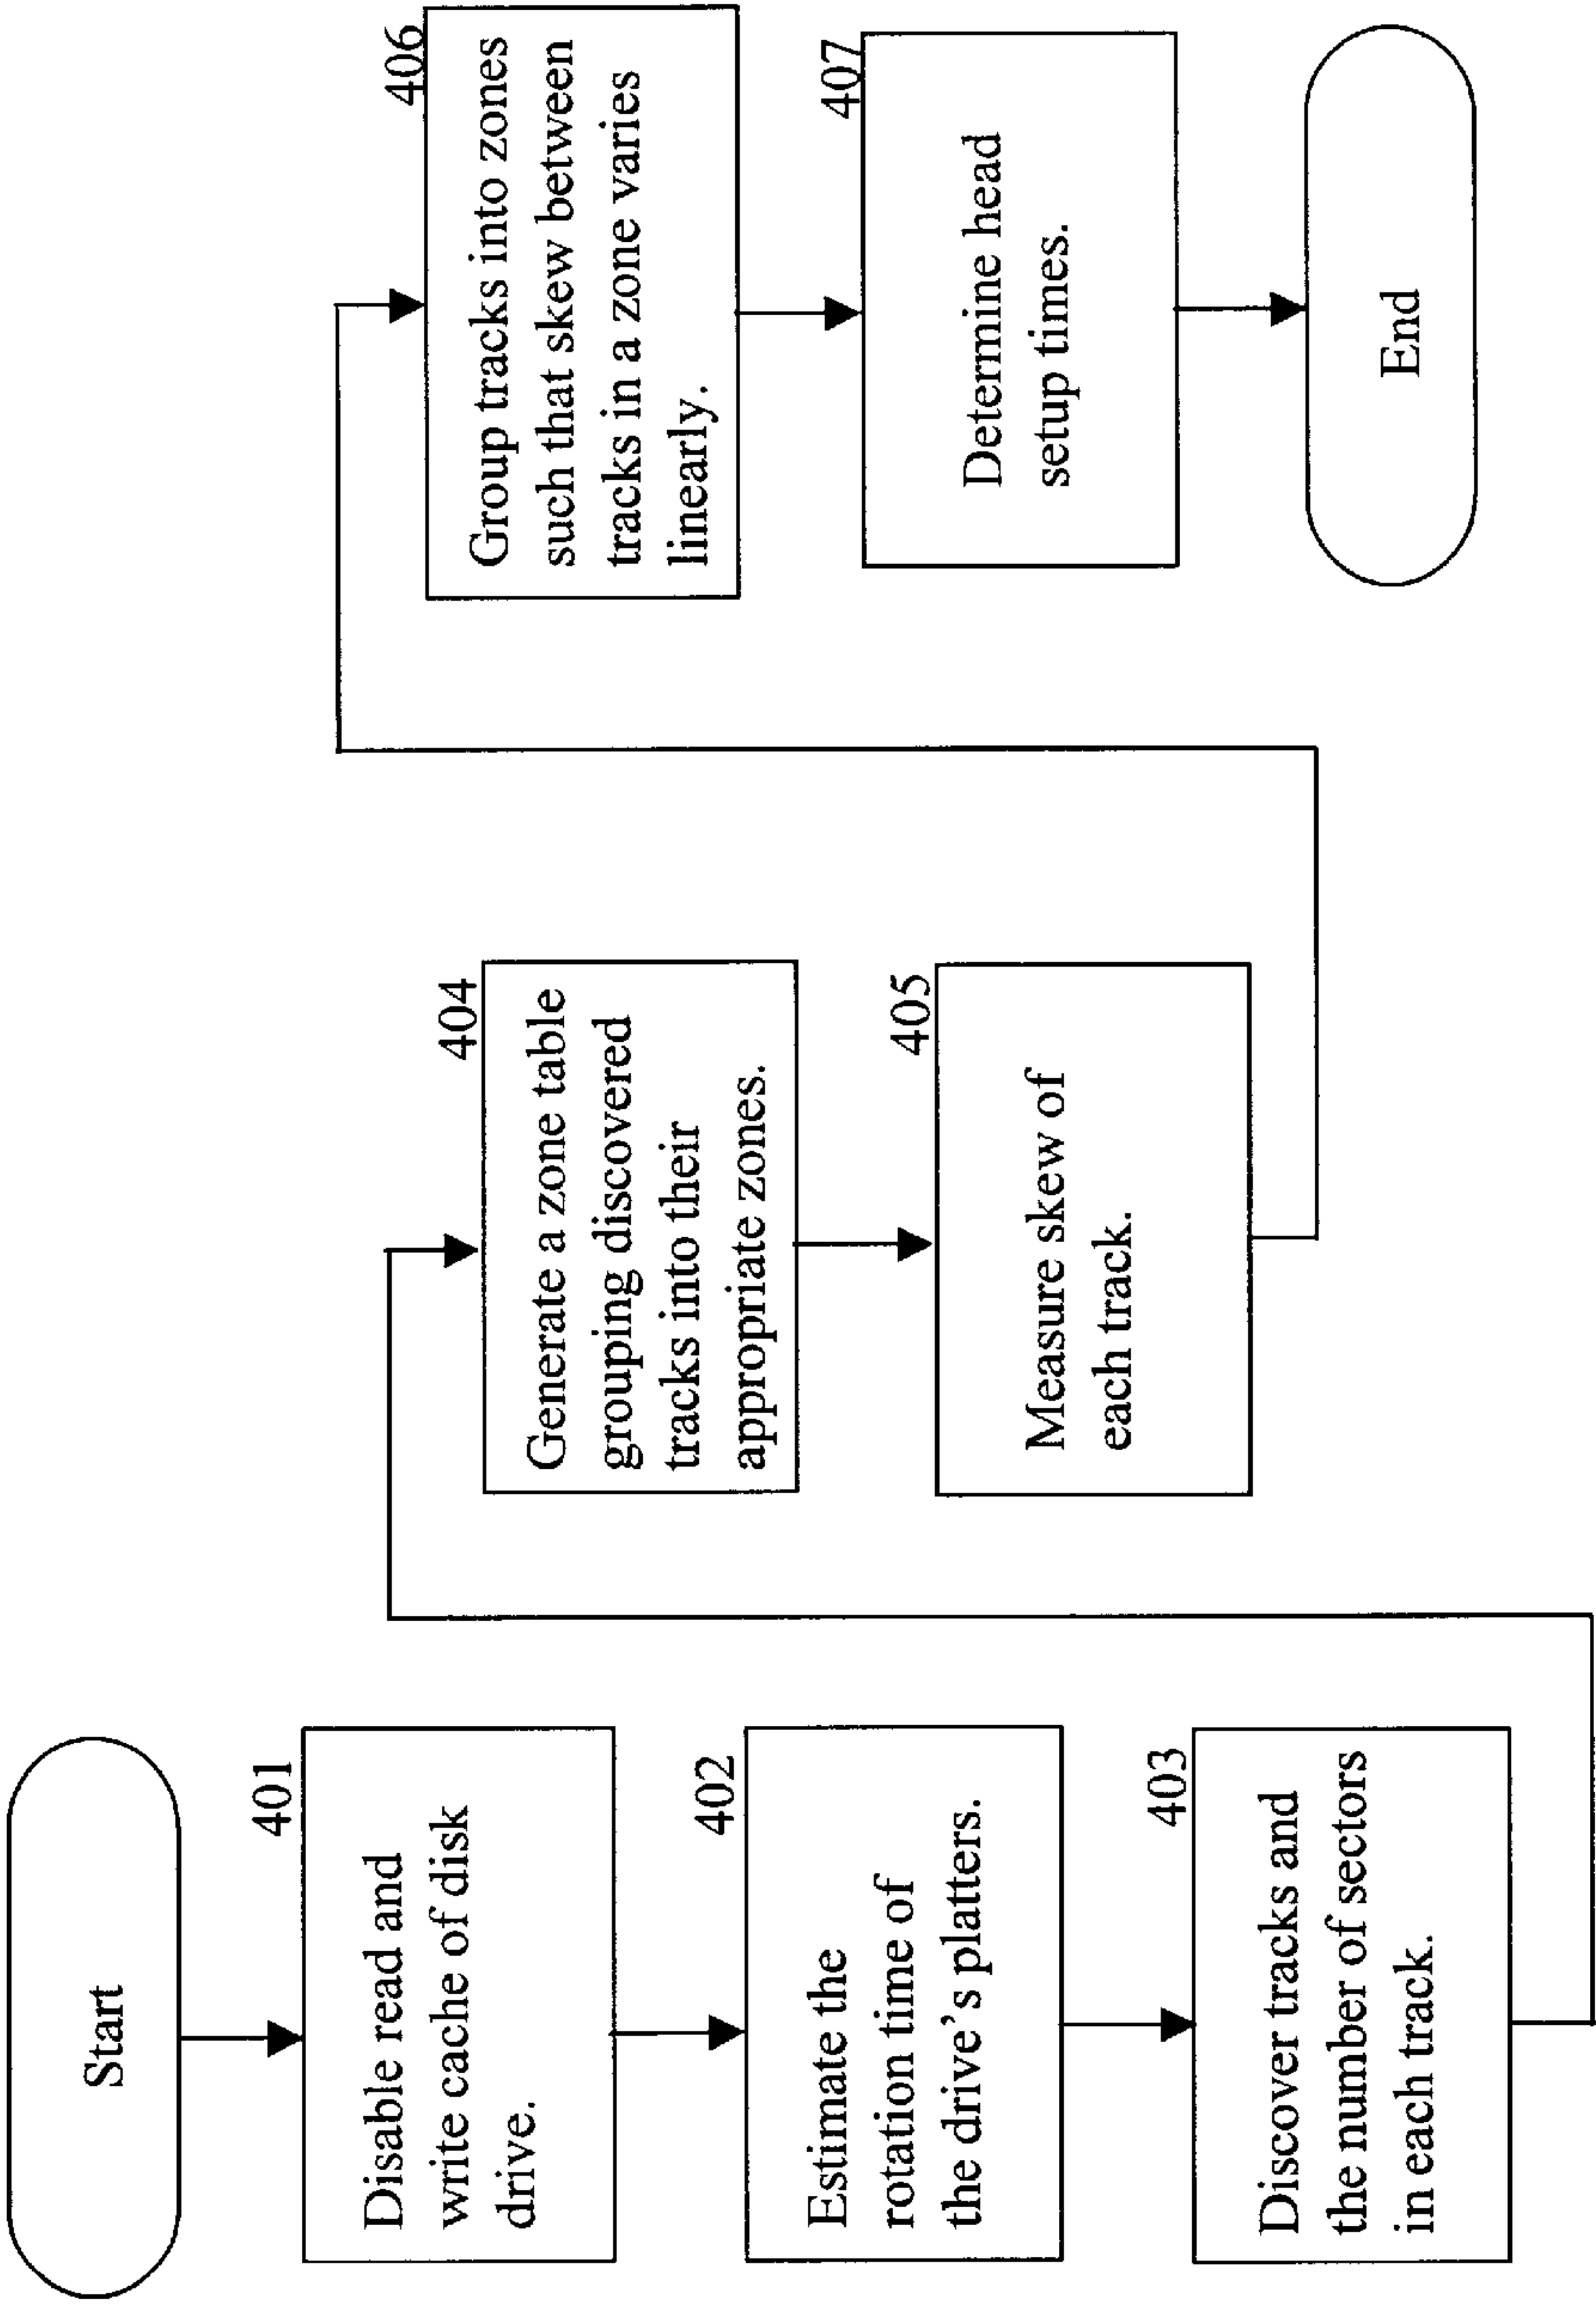 Start
401
Disable read and
write cache of disk
drive.
402
Estimate the
rotation time of
the drive's platters.
403
Discover tracks and
the number of sectors
in each track.
404
Generate a zone table
grouping discovered
tracks into their
appropriate zones.
405
Measure skew of
each track.
406
Group tracks into zones
such that skew between
tracks in a zone varies
linearly.
407
Determine head
setup times.
End